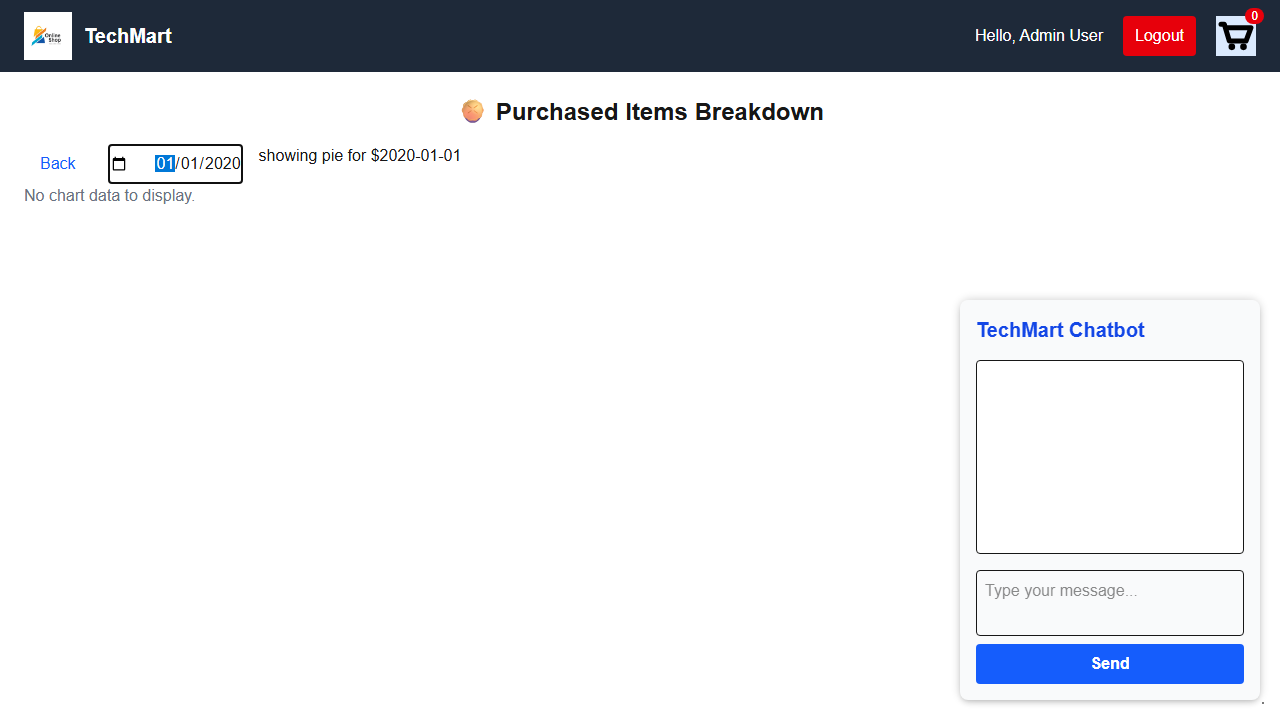 Online
Shop
TechMart
Hello, Admin User
Logout
0
Purchased Items Breakdown
Back
01/01/2020
showing pie for $2020-01-01
No chart data to display.
TechMart Chatbot
Type your message...
Send
.